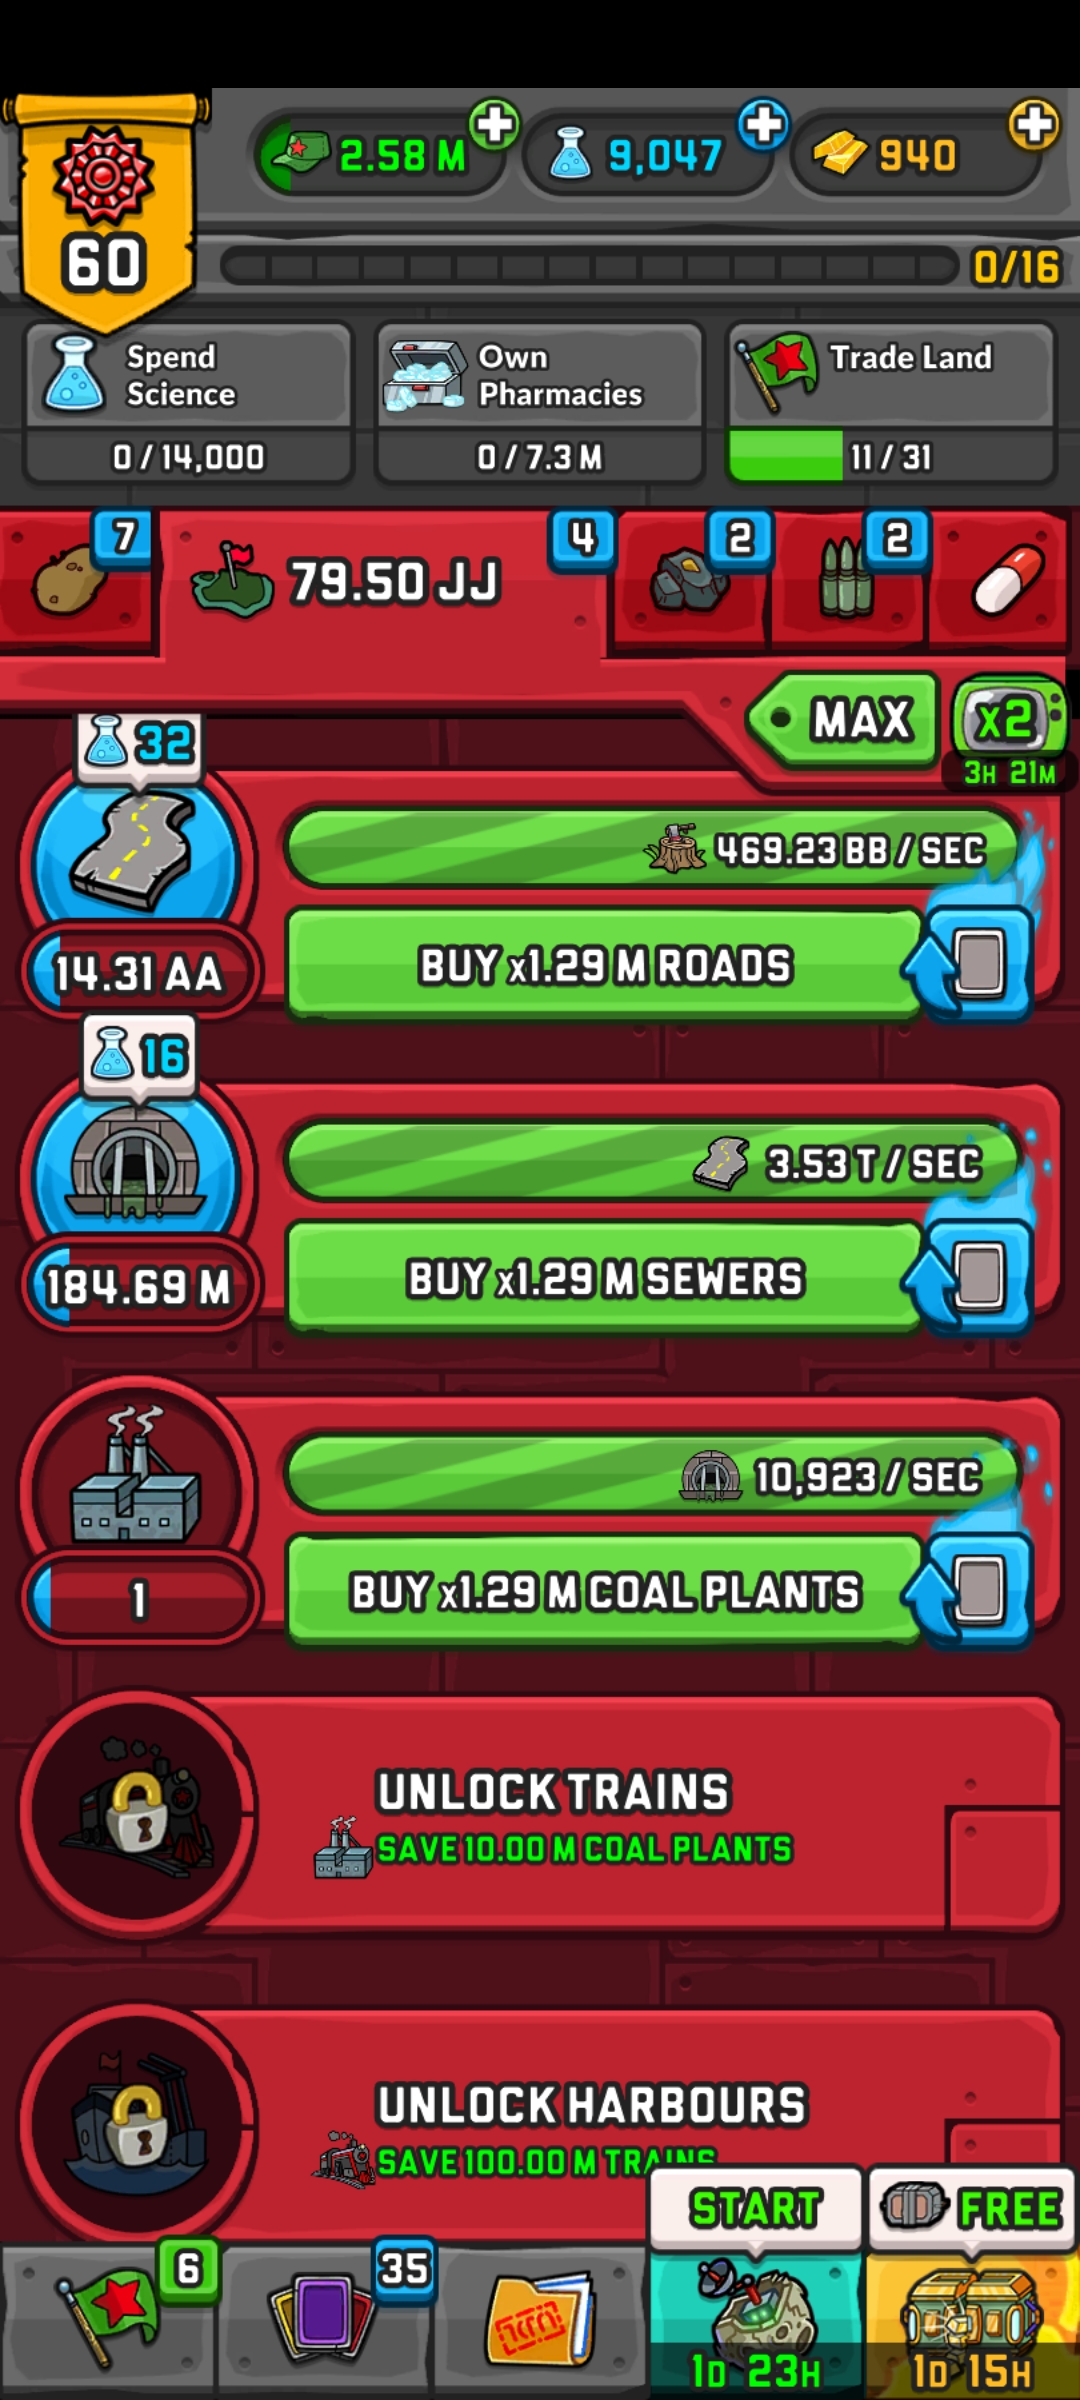 2.58 M
9,047
940
60
0/16
Spend
Science
0 / 14,000
Own
Pharmacies
0 / 7.3 M
Trade Land
11 / 31
7
79.50 JJ
4
2
2
MAX
x2
3H 21M
32
469.23 BB / SEC
14.31 AA
BUY x1.29 M ROADS
16
3.53 T / SEC
184.69 M
BUY x1.29 M SEWERS
10,923 / SEC
1
BUY x1.29 M COAL PLANTS
UNLOCK TRAINS
SAVE 10.00 M COAL PLANTS
UNLOCK HARBOURS
SAVE 100.00 M TRAINS
START
FREE
6
35
1D 23H
1D 15H